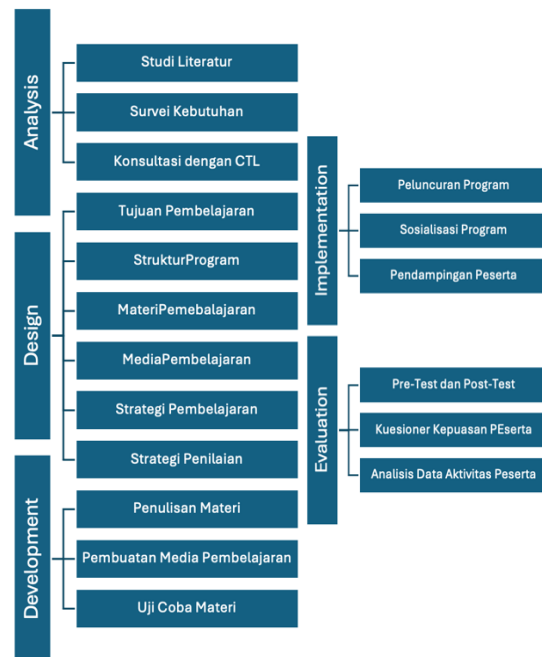 Analysis
Studi Literatur
Survei Kebutuhan
Konsultasi dengan CTL
Design
Tujuan Pembelajaran
StrukturProgram
MateriPemebalajaran
MediaPembelajaran
Strategi Pembelajaran
Strategi Penilaian
Development
Penulisan Materi
Pembuatan Media Pembelajaran
Uji Coba Materi
Implementation
Peluncuran Program
Sosialisasi Program
Pendampingan Peserta
Evaluation
Pre-Test dan Post-Test
Kuesioner Kepuasan PEserta
Analisis Data Aktivitas Peserta